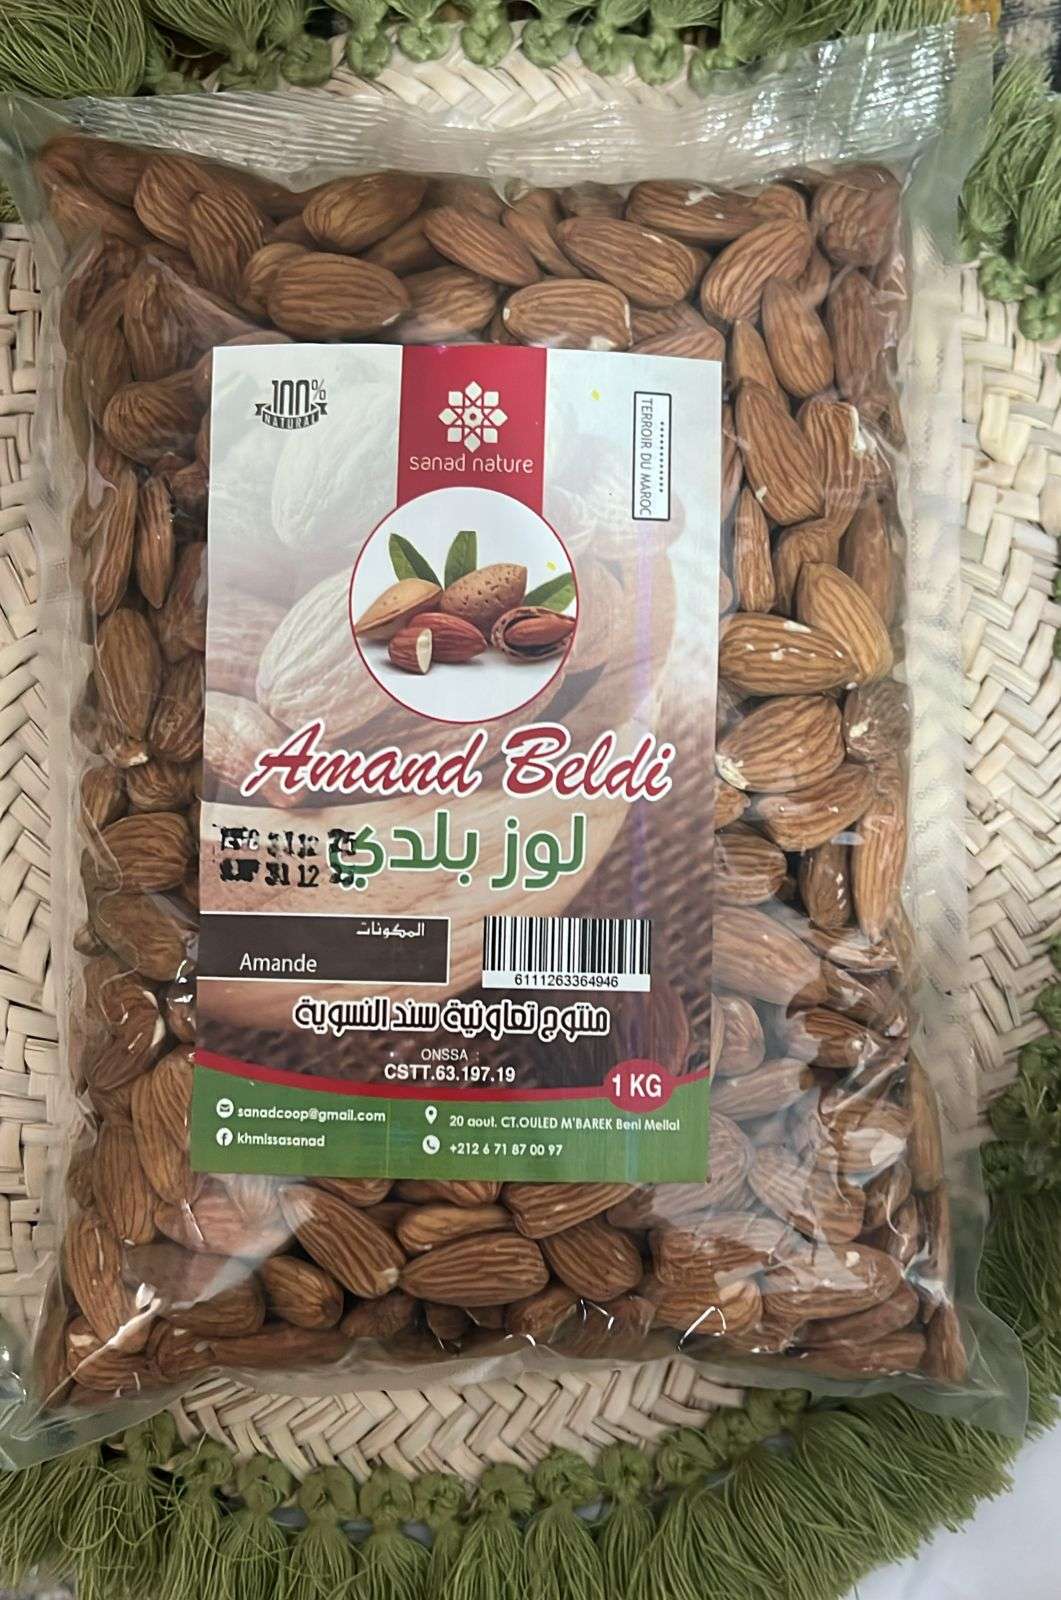 100%
NATURAL
sanad nature
TERROIR DU MAROC
Amand Beldi
لوز بلدي
31 12
المكونات
Amande
6111263364946
منتوج تعاونية سند النسوية
ONSSA :
CSTT.63.197.19
1 KG
sanadcoop@gmail.com
khmissasanad
20 aout. CT.OULED M'BAREK Beni Mellal
+212 6 71 87 00 97